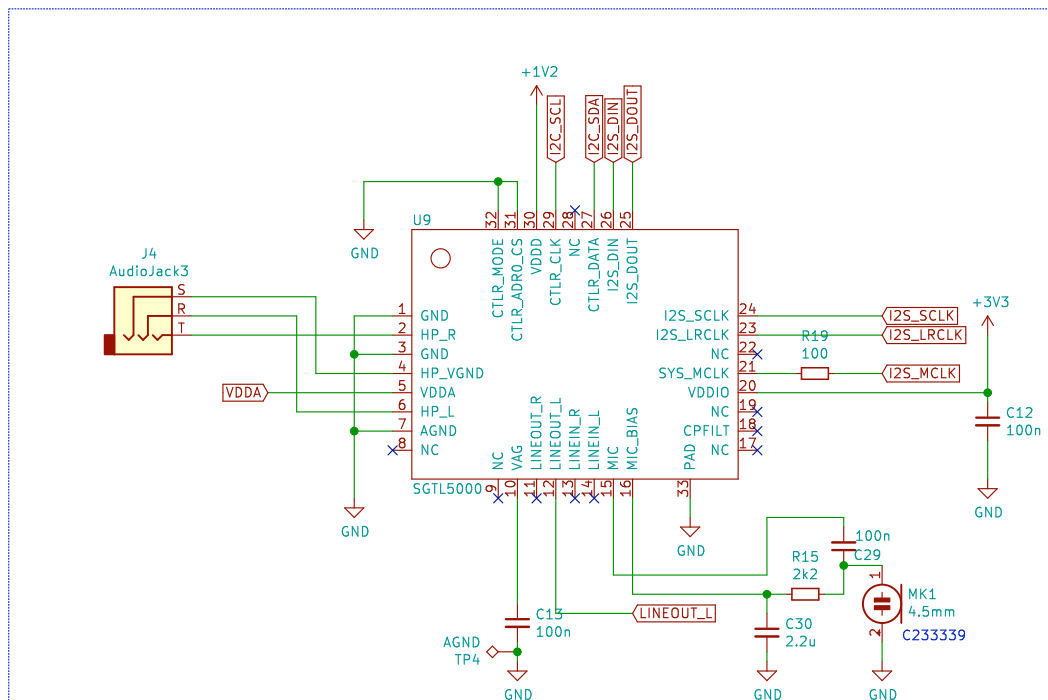 +1V2
I2C_SCL
I2C_SDA
I2S_DIN
I2S_DOUT
32
31
30
29
28
27
26
25
U9
GND
CTLR_MODE
CTLR_ADR0_CS
VDDD
CTLR_CLK
NC
CTLR_DATA
I2S_DIN
I2S_DOUT
J4
AudioJack3
S
R
T
1 GND
2 HP_R
3 GND
4 HP_VGND
5 VDDA
6 HP_L
7 AGND
8 NC
VDDA
I2S_SCLK 24
I2S_LRCLK 23
NC 22
SYS_MCLK 21
VDDIO 20
NC 19
CPFILT 18
NC 17
I2S_SCLK
I2S_LRCLK
I2S_MCLK
R19
100
+3V3
C12
100n
GND
NC
VAG
LINEOUT_R
LINEOUT_L
LINEIN_R
LINEIN_L
MIC
MIC_BIAS
PAD
SGTL5000
9
10
11
12
13
14
15
16
33
GND
GND
100n
C29
R15
2k2
1
2
MK1
4.5mm
C233339
C13
100n
LINEOUT_L
C30
2.2u
AGND
TP4
GND
GND
GND